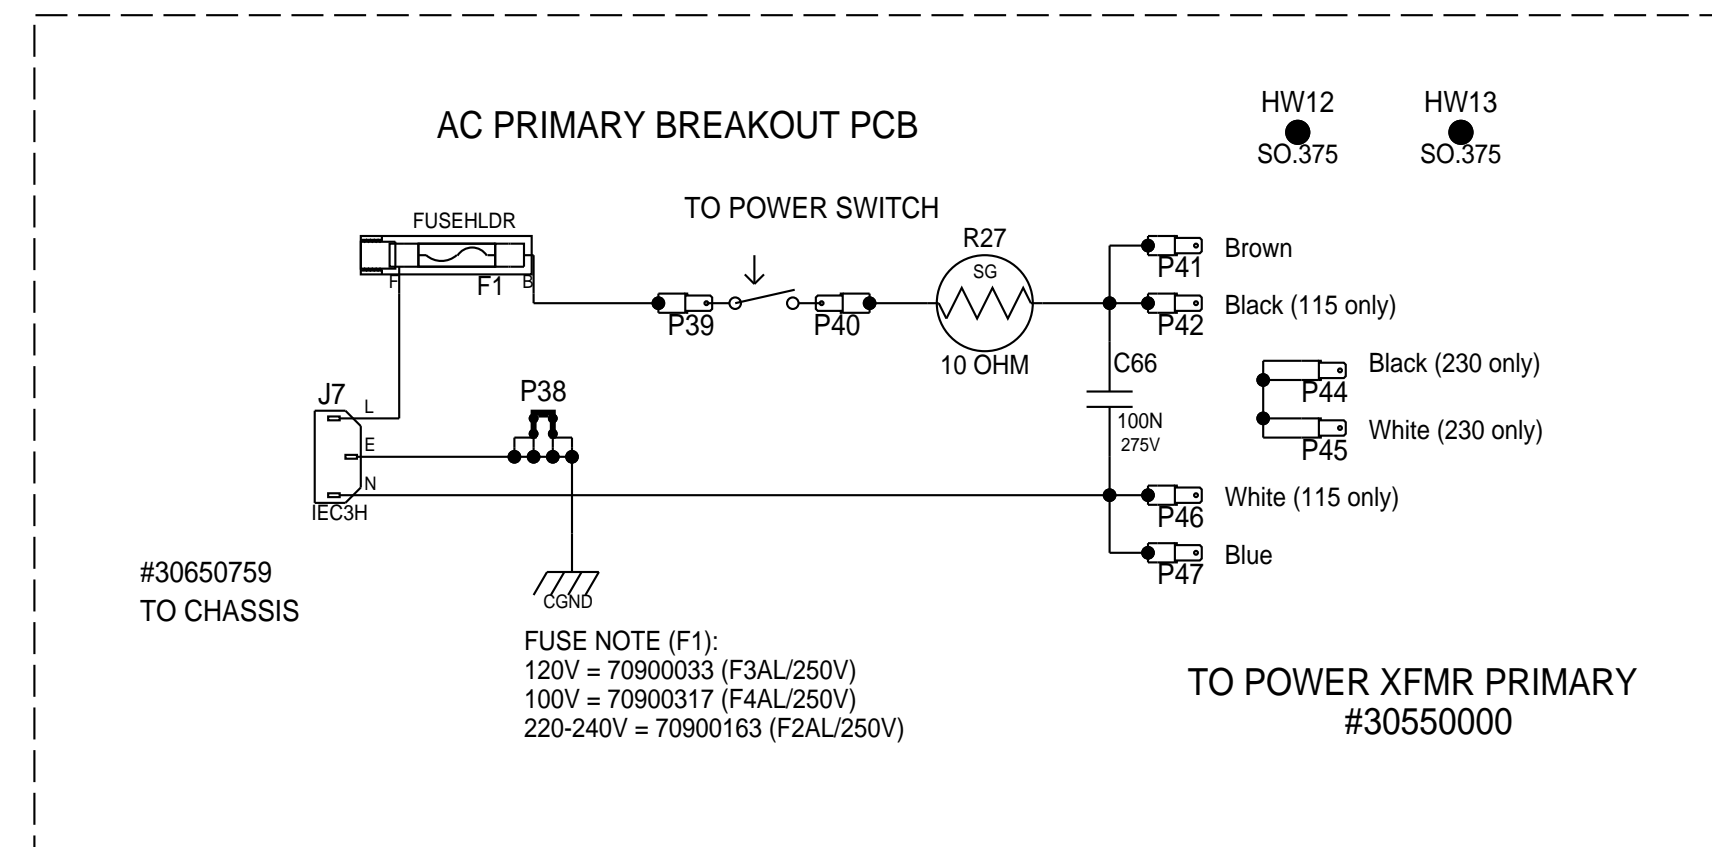 HW12
HW13
AC PRIMARY BREAKOUT PCB
SO.375
SO.375
TO POWER SWITCH
FUSEHLDR
R27
SG
Brown
P41
F
F1
B
P39
P40
Black (115 only)
P42
10 OHM
C66
Black (230 only)
P44
J7
L
P38
100N
275V
White (230 only)
P45
E
N
IEC3H
White (115 only)
P46
Blue
P47
#30650759
TO CHASSIS
CGND
FUSE NOTE (F1):
120V = 70900033 (F3AL/250V)
100V = 70900317 (F4AL/250V)
220-240V = 70900163 (F2AL/250V)
TO POWER XFMR PRIMARY
#30550000